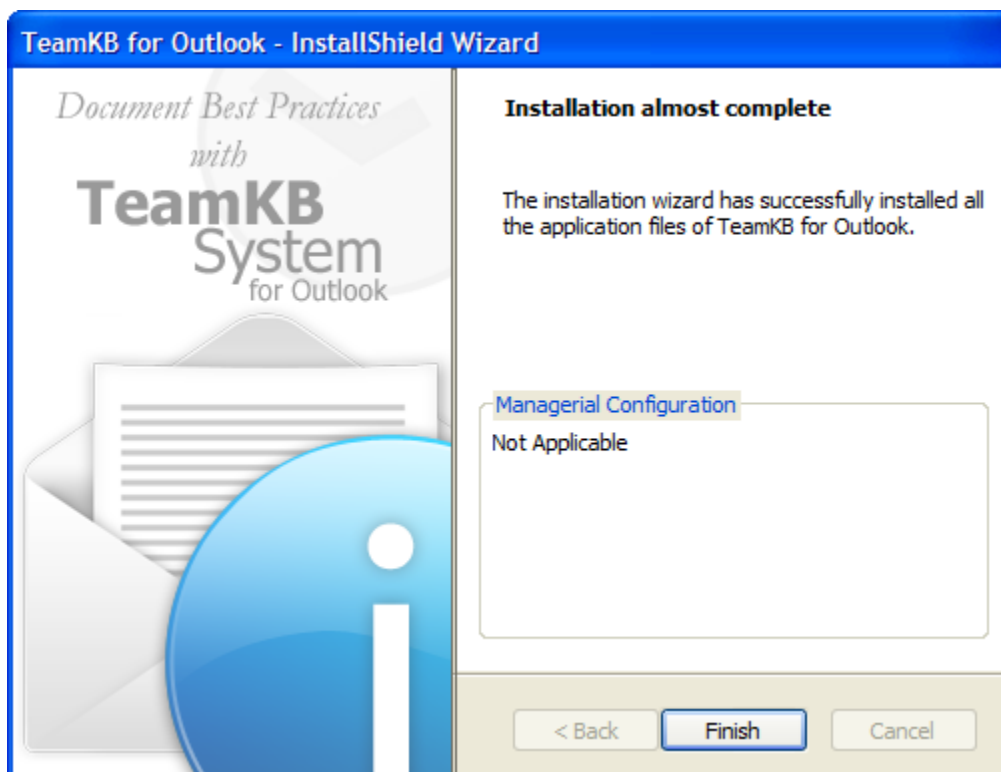 TeamKB for Outlook - InstallShield Wizard
Document Best Practices
with
TeamKB
System
for Outlook
Installation almost complete
The installation wizard has successfully installed all
the application files of TeamKB for Outlook.
Managerial Configuration
Not Applicable
< Back
Finish
Cancel